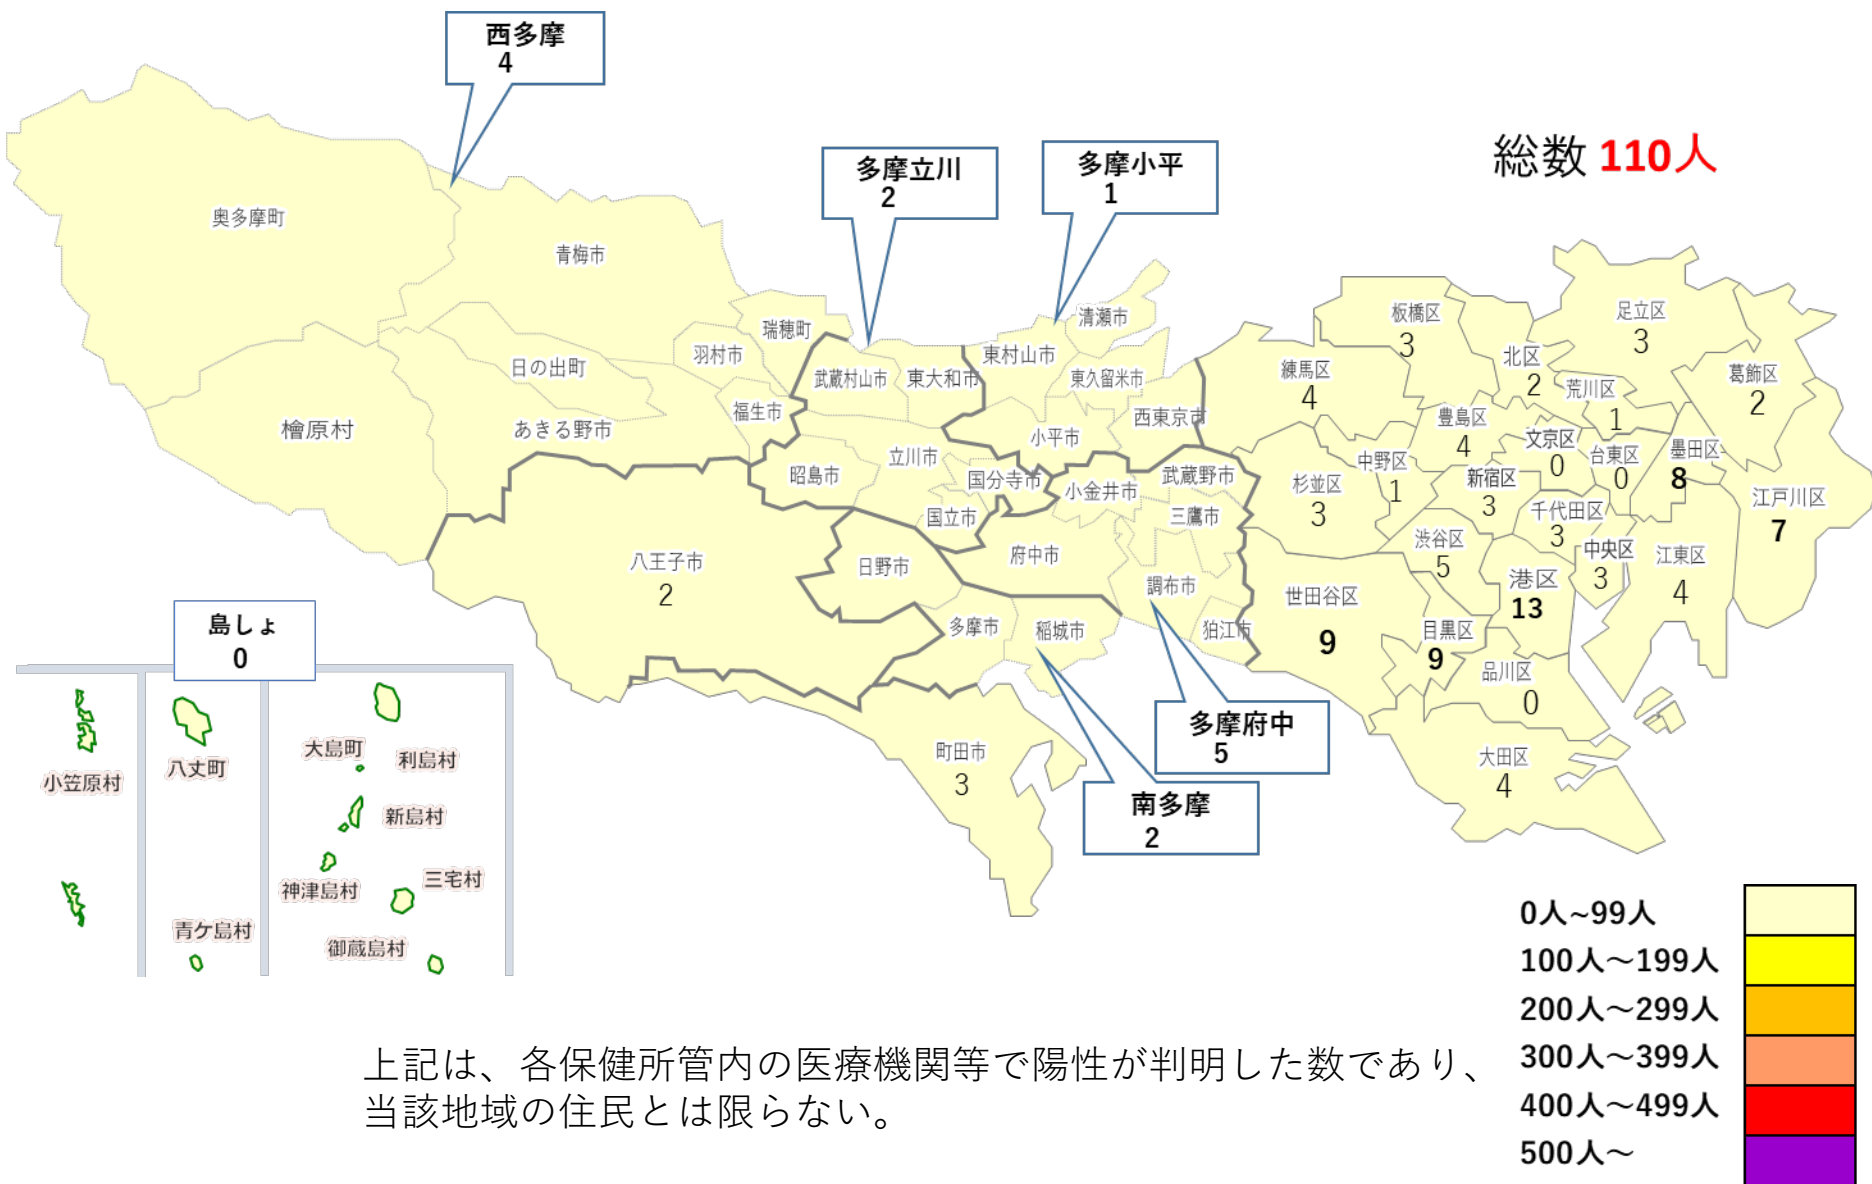 西多摩
4
多摩立川
2
多摩小平
1
総数 110人
奥多摩町
青梅市
瑞穂町
羽村市
日の出町
福生市
あきる野市
檜原村
武蔵村山市
東大和市
東村山市
清瀬市
東久留米市
西東京市
小平市
昭島市
立川市
国分寺市
国立市
小金井市
武蔵野市
三鷹市
府中市
調布市
狛江市
八王子市
2
日野市
多摩市
稲城市
町田市
3
多摩府中
5
南多摩
2
板橋区
3
足立区
3
北区
2
荒川区
1
葛飾区
2
練馬区
4
豊島区
4
文京区
0
台東区
0
墨田区
8
江戸川区
7
中野区
1
杉並区
3
新宿区
3
千代田区
3
中央区
3
江東区
4
渋谷区
5
港区
13
世田谷区
9
目黒区
9
品川区
0
大田区
4
島しょ
0
小笠原村
八丈町
青ケ島村
大島町
利島村
新島村
神津島村
三宅村
御蔵島村
0人~99人
100人～199人
200人～299人
300人～399人
400人～499人
500人～
上記は、各保健所管内の医療機関等で陽性が判明した数であり、
当該地域の住民とは限らない。